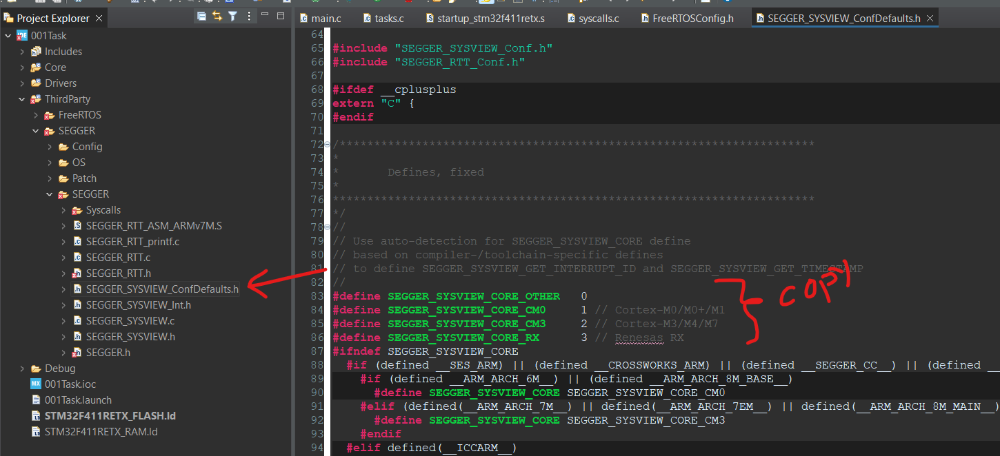 Project Explorer
001Task
Includes
Core
Drivers
ThirdParty
FreeRTOS
SEGGER
Config
OS
Patch
SEGGER
Syscalls
SEGGER_RTT_ASM_ARMv7M.S
SEGGER_RTT_printf.c
SEGGER_RTT.c
SEGGER_RTT.h
SEGGER_SYSVIEW_ConfDefaults.h
SEGGER_SYSVIEW_Int.h
SEGGER_SYSVIEW.c
SEGGER_SYSVIEW.h
SEGGER.h
Debug
001Task.ioc
001Task.launch
STM32F411RETX_FLASH.ld
STM32F411RETX_RAM.ld
main.c tasks.c startup_stm32f411retx.s syscalls.c FreeRTOSConfig.h SEGGER_SYSVIEW_ConfDefaults.h
64
65 #include "SEGGER_SYSVIEW_Conf.h"
66 #include "SEGGER_RTT_Conf.h"
67
68 #ifdef __cplusplus
69 extern "C" {
70 #endif
71
72 /*********************************************************************
73 *
74 * Defines, fixed
75 *
76 **********************************************************************
77 */
78 //
79 // Use auto-detection for SEGGER_SYSVIEW_CORE define
80 // based on compiler-/toolchain-specific defines
81 // to define SEGGER_SYSVIEW_GET_INTERRUPT_ID and SEGGER_SYSVIEW_GET_TIMESTAMP
82 //
83 #define SEGGER_SYSVIEW_CORE_OTHER 0
84 #define SEGGER_SYSVIEW_CORE_CM0 1 // Cortex-M0/M0+/M1
85 #define SEGGER_SYSVIEW_CORE_CM3 2 // Cortex-M3/M4/M7
86 #define SEGGER_SYSVIEW_CORE_RX 3 // Renesas RX
87 #ifndef SEGGER_SYSVIEW_CORE
88 #if (defined __SES_ARM) || (defined __CROSSWORKS_ARM) || (defined __SEGGER_CC__) || (defined __
89 #if (defined __ARM_ARCH_6M__) || (defined __ARM_ARCH_8M_BASE__)
90 #define SEGGER_SYSVIEW_CORE SEGGER_SYSVIEW_CORE_CM0
91 #elif (defined(__ARM_ARCH_7M__) || defined(__ARM_ARCH_7EM__) || defined(__ARM_ARCH_8M_MAIN__)
92 #define SEGGER_SYSVIEW_CORE SEGGER_SYSVIEW_CORE_CM3
93 #endif
94 #elif defined(__ICCARM__)
copy